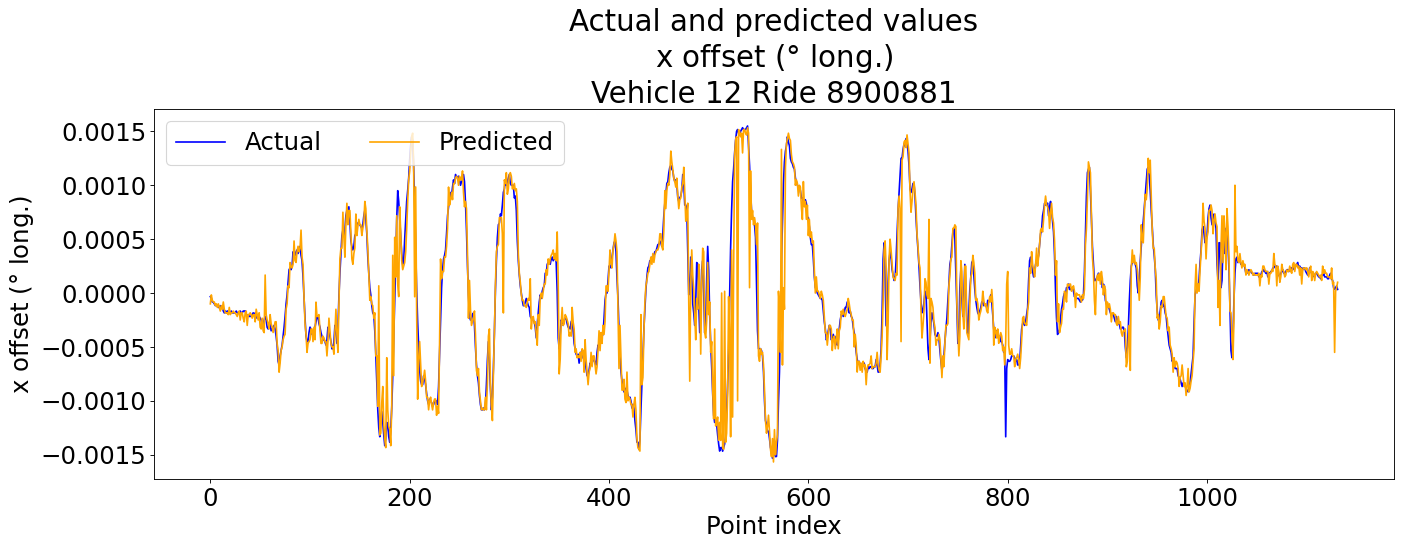 Actual and predicted values
x offset (° long.)
Vehicle 12 Ride 8900881
Actual
Predicted
x offset (° long.)
0.0015
0.0010
0.0005
0.0000
−0.0005
−0.0010
−0.0015
0
200
400
600
800
1000
Point index